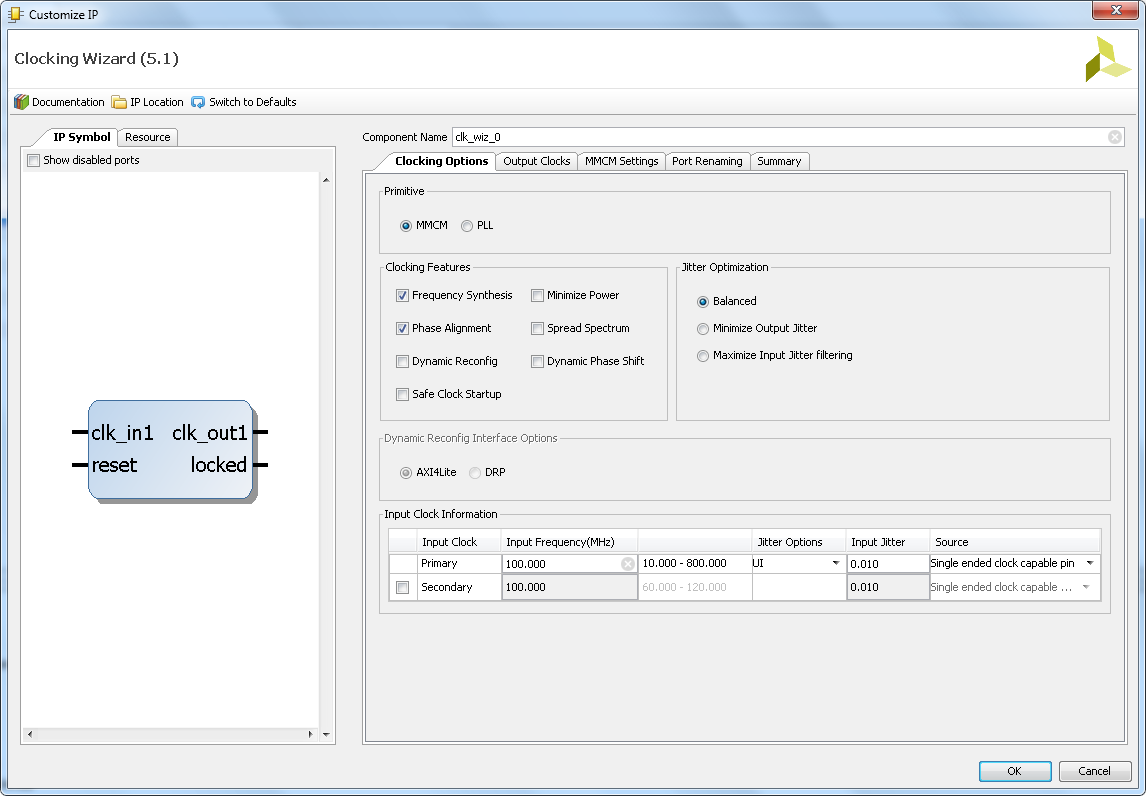 Customize IP
Clocking Wizard (5.1)
Documentation IP Location Switch to Defaults
IP Symbol Resource
Show disabled ports
clk_in1 clk_out1
reset locked
Component Name clk_wiz_0
Clocking Options Output Clocks MMCM Settings Port Renaming Summary
Primitive
MMCM PLL
Clocking Features
Frequency Synthesis Minimize Power
Phase Alignment Spread Spectrum
Dynamic Reconfig Dynamic Phase Shift
Safe Clock Startup
Jitter Optimization
Balanced
Minimize Output Jitter
Maximize Input Jitter filtering
Dynamic Reconfig Interface Options
AXI4Lite DRP
Input Clock Information
Input Clock Input Frequency(MHz) Jitter Options Input Jitter Source
Primary 100.000 10.000 - 800.000 UI 0.010 Single ended clock capable pin
Secondary 100.000 60.000 - 120.000 0.010 Single ended clock capable ...
OK Cancel